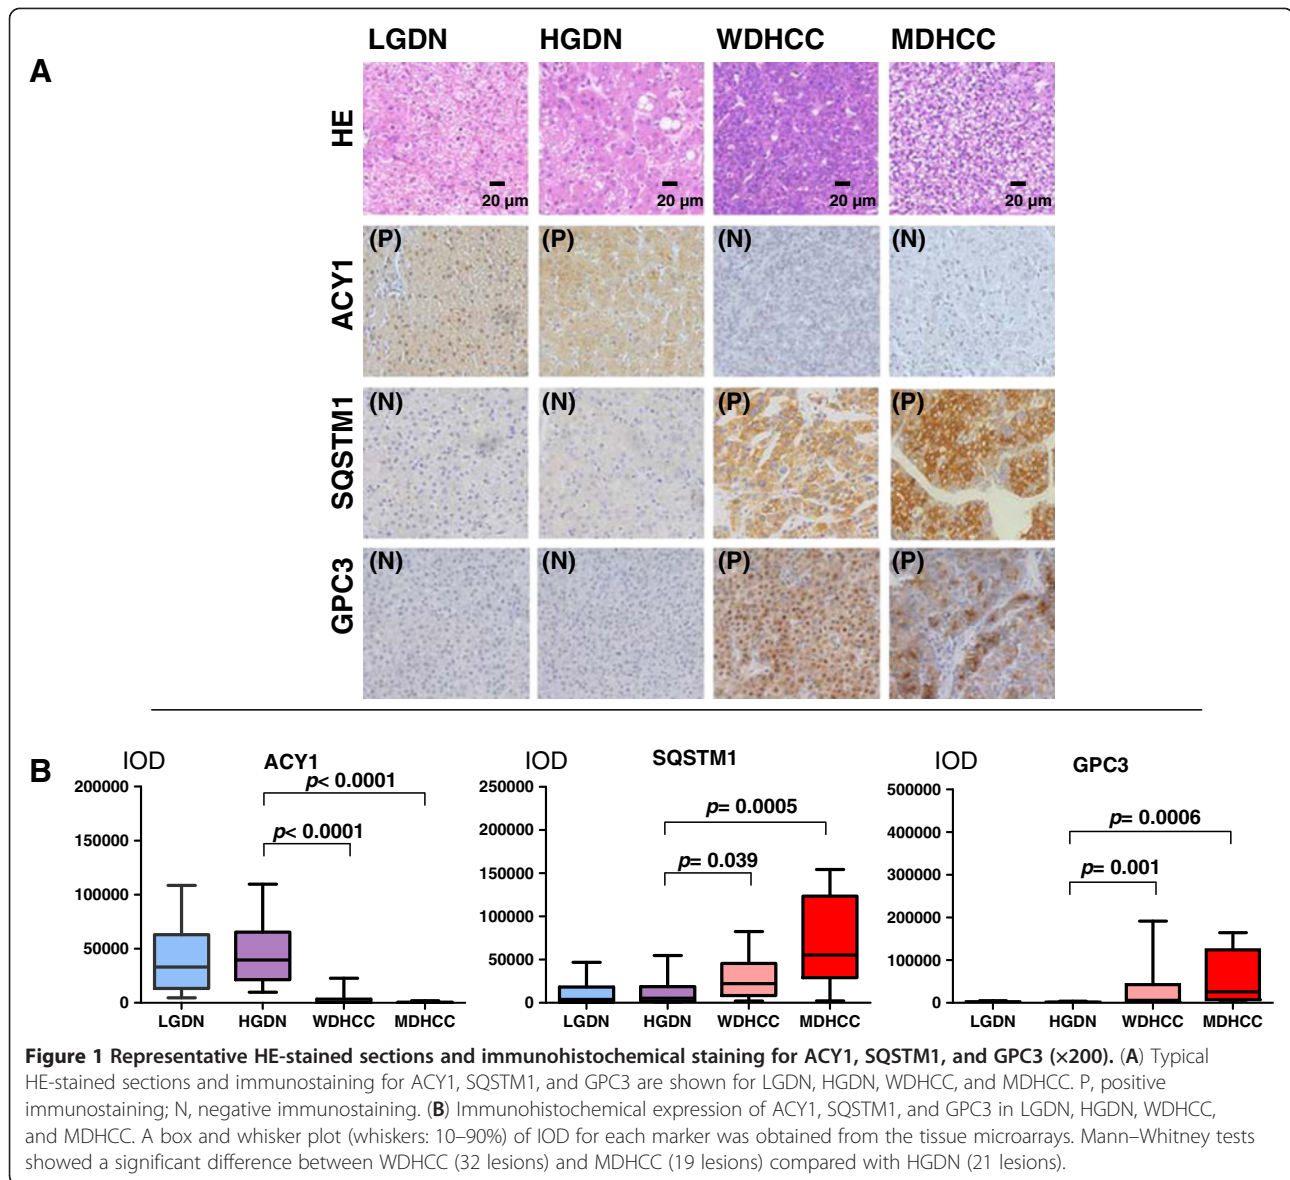 LGDN HGDN WDHCC MDHCC
A
HE
20 µm 20 µm 20 µm 20 µm
ACY1
(P) (P) (N) (N)
SQSTM1
(N) (N) (P) (P)
GPC3
(N) (N) (P) (P)
B
IOD
ACY1
p< 0.0001
p< 0.0001
200000
150000
100000
50000
0
LGDN HGDN WDHCC MDHCC
IOD
SQSTM1
p= 0.0005
p= 0.039
250000
200000
150000
100000
50000
0
LGDN HGDN WDHCC MDHCC
IOD
GPC3
p= 0.0006
p= 0.001
500000
400000
300000
200000
100000
0
LGDN HGDN WDHCC MDHCC
Figure 1 Representative HE-stained sections and immunohistochemical staining for ACY1, SQSTM1, and GPC3 (×200). (A) Typical
HE-stained sections and immunostaining for ACY1, SQSTM1, and GPC3 are shown for LGDN, HGDN, WDHCC, and MDHCC. P, positive
immunostaining; N, negative immunostaining. (B) Immunohistochemical expression of ACY1, SQSTM1, and GPC3 in LGDN, HGDN, WDHCC,
and MDHCC. A box and whisker plot (whiskers: 10–90%) of IOD for each marker was obtained from the tissue microarrays. Mann–Whitney tests
showed a significant difference between WDHCC (32 lesions) and MDHCC (19 lesions) compared with HGDN (21 lesions).